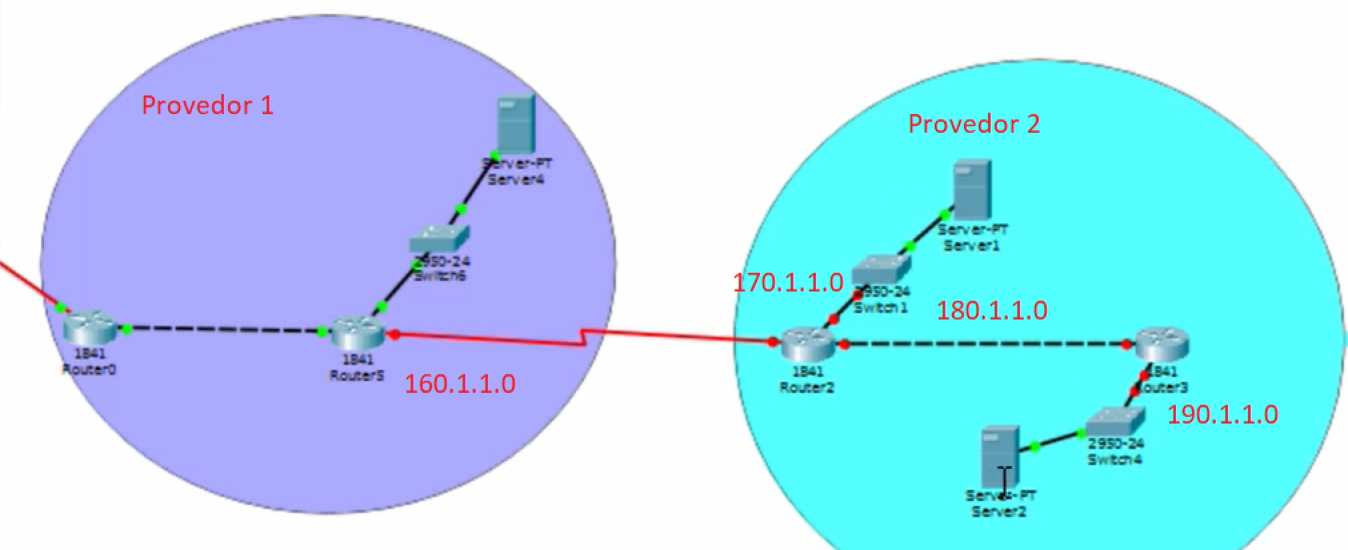 Provedor 1
Server-PT
Server4
2950-24
Switch6
1841
Router0
1841
Router5
160.1.1.0
Provedor 2
Server-PT
Server1
170.1.1.0
2950-24
Switch1
180.1.1.0
1841
Router2
1841
Router3
190.1.1.0
2950-24
Switch4
Server-PT
Server2